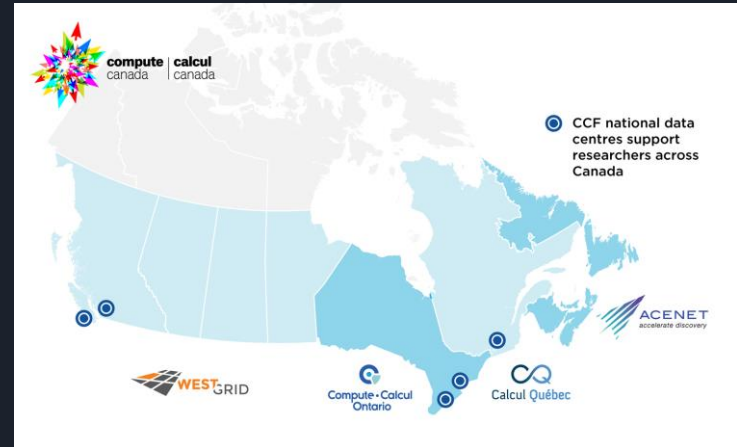 compute | calcul
canada | canada
CCF national data
centres support
researchers across
Canada
ACENET
accelerate discovery
WESTGRID
Compute • Calcul
Ontario
Calcul Québec